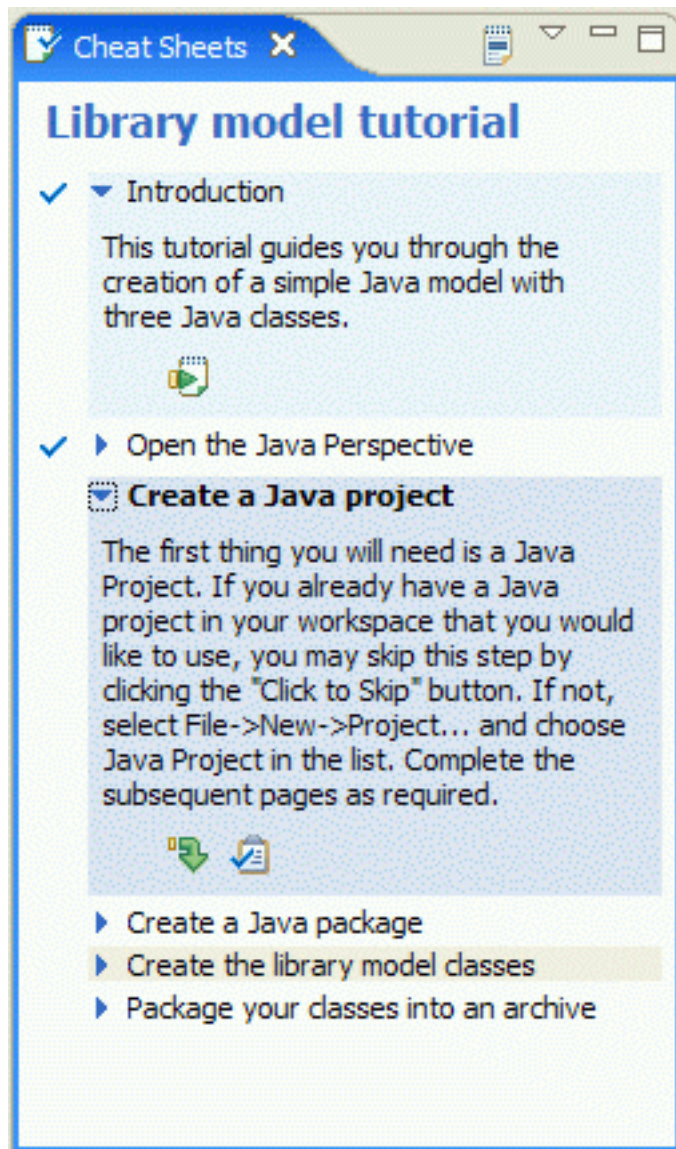 Cheat Sheets
Library model tutorial
Introduction
This tutorial guides you through the
creation of a simple Java model with
three Java classes.
Open the Java Perspective
Create a Java project
The first thing you will need is a Java
Project. If you already have a Java
project in your workspace that you would
like to use, you may skip this step by
clicking the "Click to Skip" button. If not,
select File->New->Project... and choose
Java Project in the list. Complete the
subsequent pages as required.
Create a Java package
Create the library model classes
Package your classes into an archive